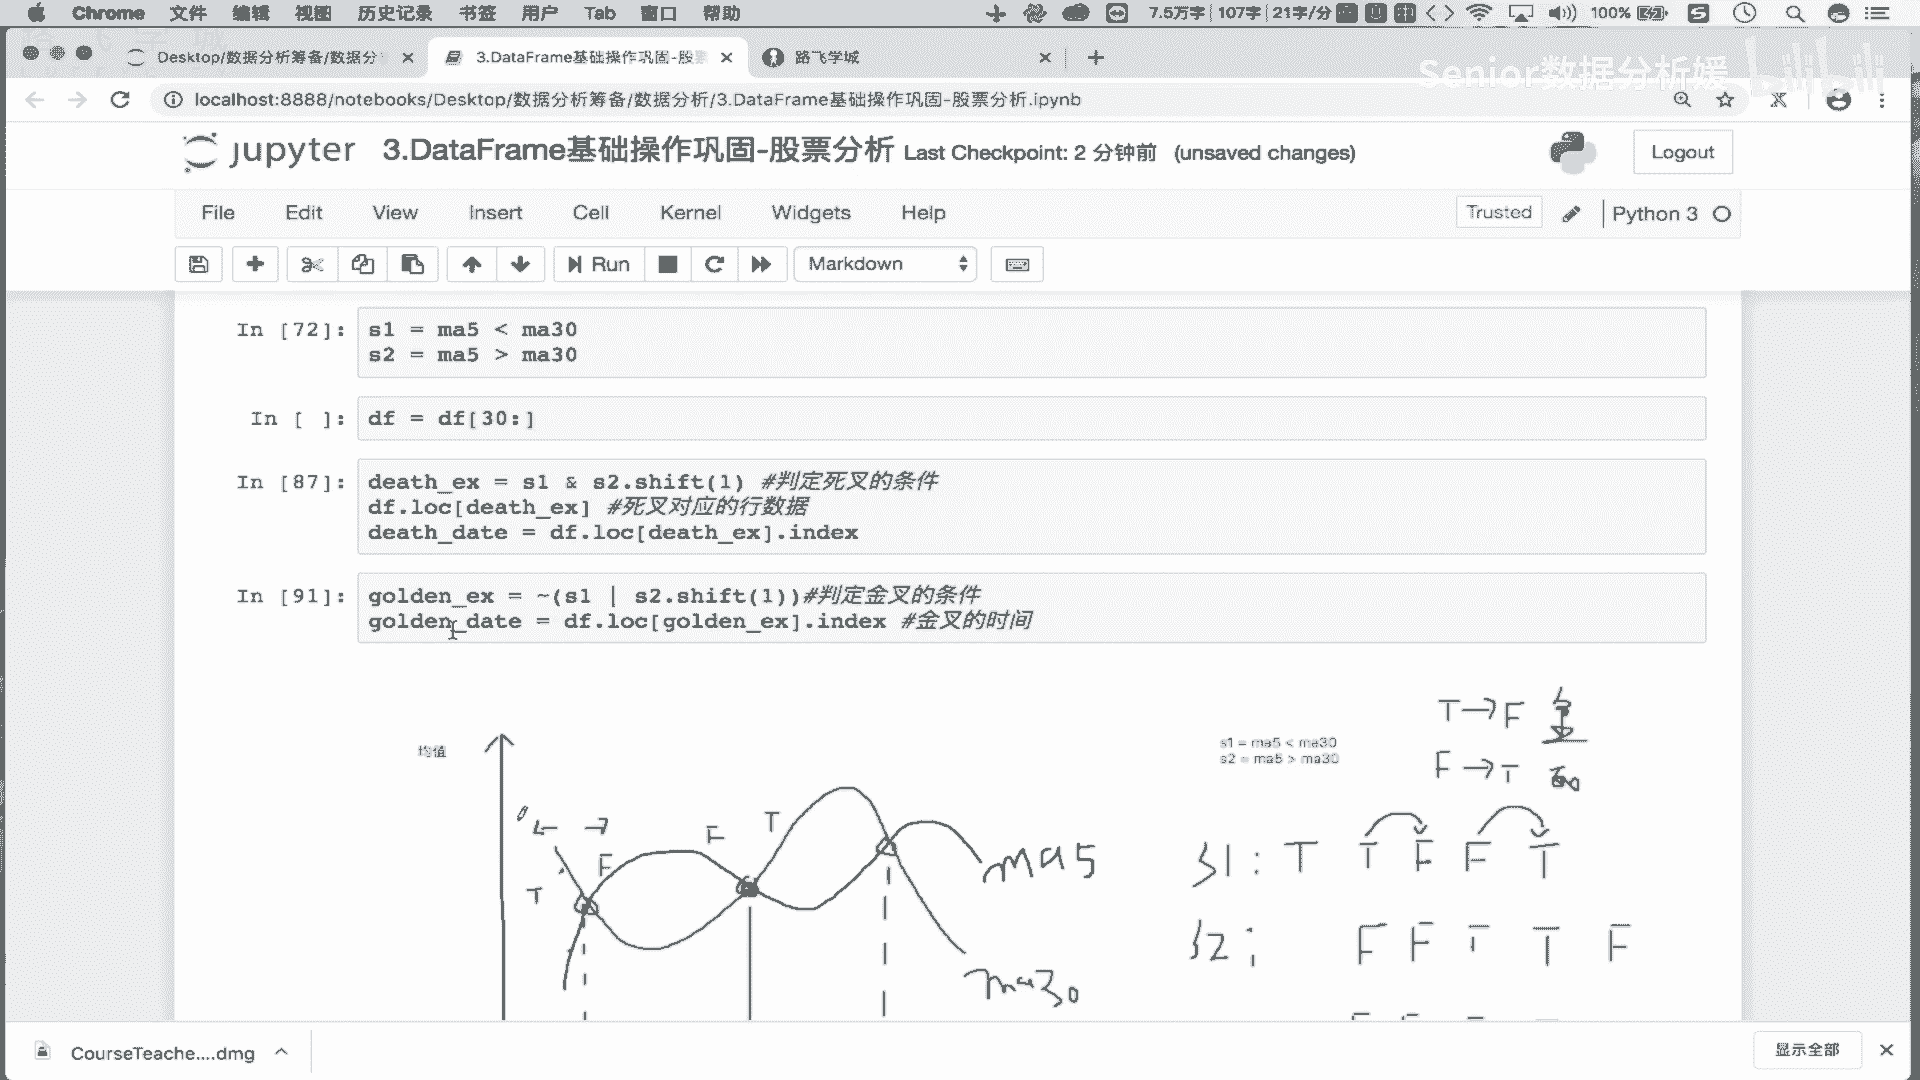 Chrome 文件 编辑 视图 历史记录 书签 用户 Tab 窗口 帮助 7.5万字 107字 21字/分 100%
Desktop/数据分析筹备/数据分
3.DataFrame基础操作巩固-股
路飞学城
Senior数据分析媛 bilibili
localhost:8888/notebooks/Desktop/数据分析筹备/数据分析/3.DataFrame基础操作巩固-股票分析.ipynb
jupyter 3.DataFrame基础操作巩固-股票分析 Last Checkpoint: 2 分钟前 (unsaved changes)
Logout
File Edit View Insert Cell Kernel Widgets Help
Trusted Python 3
Run Markdown
In [72]: s1 = ma5 < ma30
s2 = ma5 > ma30
In [ ]: df = df[30:]
In [87]: death_ex = s1 & s2.shift(1) #判定死叉的条件
df.loc[death_ex] #死叉对应的行数据
death_date = df.loc[death_ex].index
In [91]: golden_ex = ~(s1 | s2.shift(1))#判定金叉的条件
golden_date = df.loc[golden_ex].index #金叉的时间
均值
s1 = ma5 < ma30
s2 = ma5 > ma30
T→F 金
F→T
T F F T
ma5
ma30
S1: T T F F T
S2: F F T T F
CourseTeache....dmg
显示全部